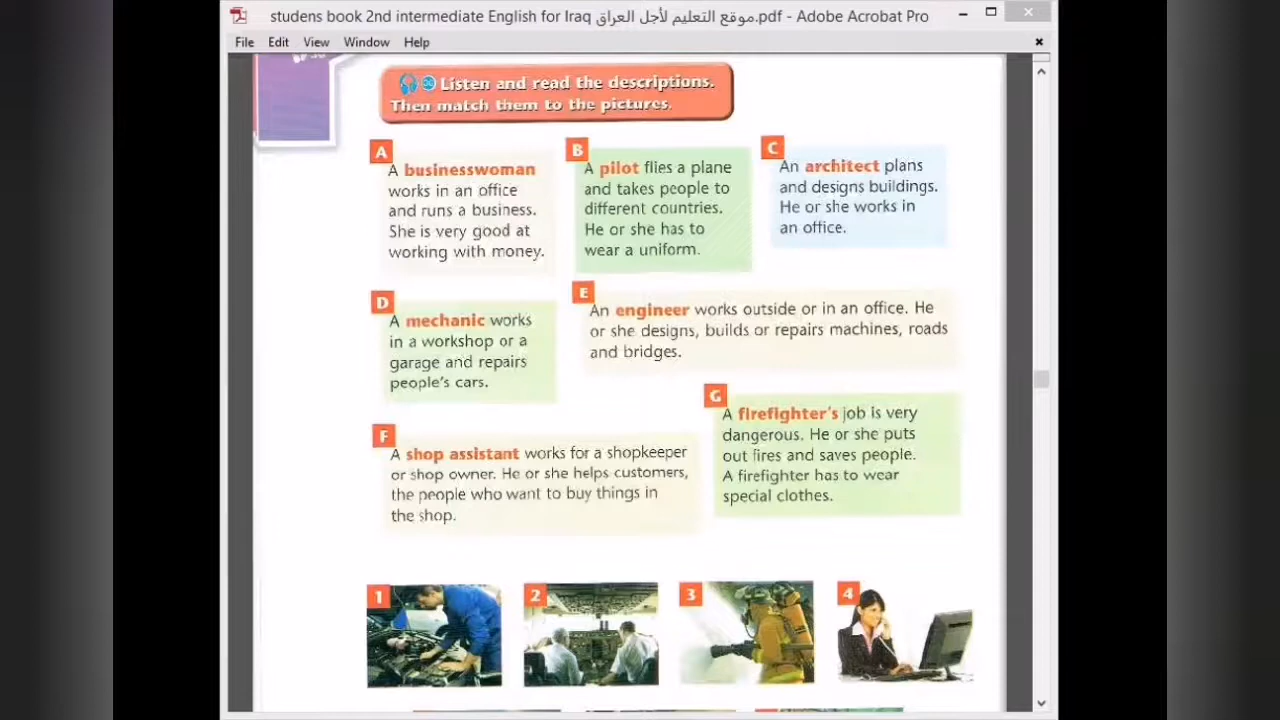 studens book 2nd intermediate English for Iraq موقع التعليم لأجل العراق.pdf - Adobe Acrobat Pro
File Edit View Window Help
Listen and read the descriptions.
Then match them to the pictures.
A
A businesswoman
works in an office
and runs a business.
She is very good at
working with money.
B
A pilot flies a plane
and takes people to
different countries.
He or she has to
wear a uniform.
C
An architect plans
and designs buildings.
He or she works in
an office.
D
A mechanic works
in a workshop or a
garage and repairs
people's cars.
E
An engineer works outside or in an office. He
or she designs, builds or repairs machines, roads
and bridges.
F
A shop assistant works for a shopkeeper
or shop owner. He or she helps customers,
the people who want to buy things in
the shop.
G
A firefighter's job is very
dangerous. He or she puts
out fires and saves people.
A firefighter has to wear
special clothes.
1
2
3
4